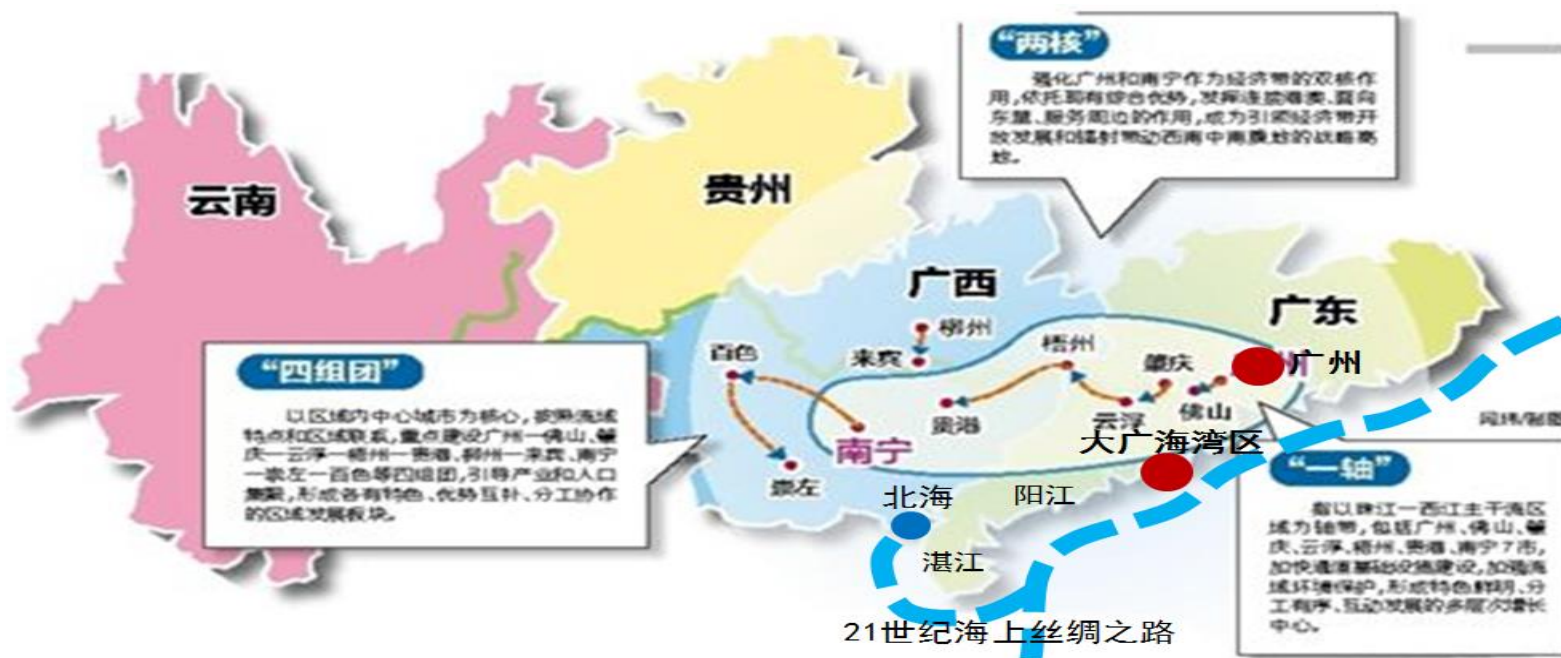 “两核”
强化广州和南宁作为经济带的双核作
用,依托现有综合优势,发挥连接港澳、面向
东盟、服务周边的作用,成为引领经济带开
放发展和辐射带动西南中南腹地的战略高
地。
云南
贵州
广西
广东
柳州
来宾
百色
梧州
肇庆
广州
州
佛山
云浮
贵港
南宁
崇左
大广海湾区
北海
阳江
湛江
21世纪海上丝绸之路
“四组团”
以区域内中心城市为核心,按照流域
特点和区域联系,重点建设广州—佛山、肇
庆—云浮—梧州—贵港、柳州—来宾、南宁
—崇左—百色等四组团,引导产业和人口
集聚,形成各有特色、优势互补、分工协作
的区域发展板块。
“一轴”
指以珠江—西江主干流区
域为轴带,包括广州、佛山、肇
庆、云浮、梧州、贵港、南宁7市,
加快通道基础设施建设,加强流
域环境保护,形成特色鲜明、分
工有序、互动发展的多层次增长
中心。